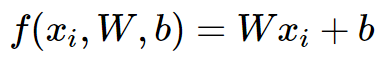 f(x_i, W, b) = Wx_i + b